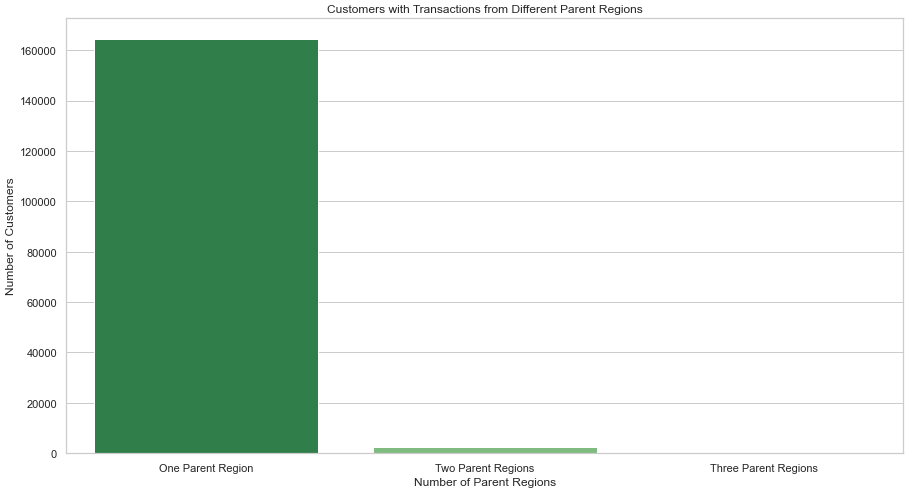 Customers with Transactions from Different Parent Regions
Number of Customers
160000
140000
120000
100000
80000
60000
40000
20000
0
One Parent Region Two Parent Regions Three Parent Regions
Number of Parent Regions